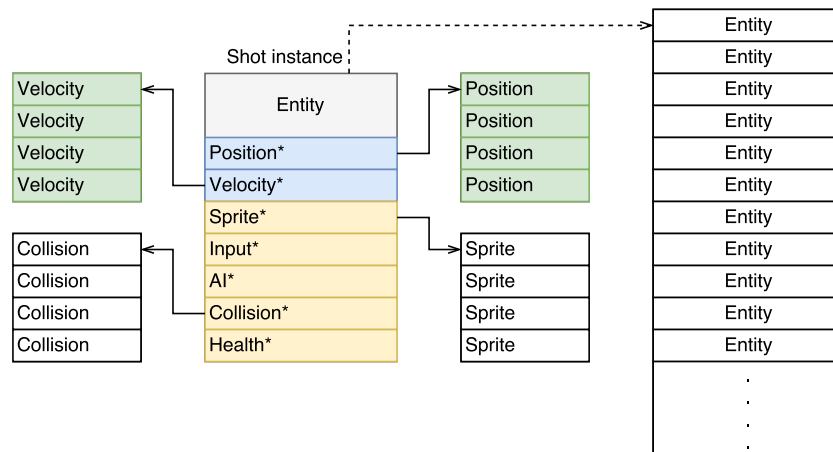 Shot instance
Entity
Position*
Velocity*
Sprite*
Input*
AI*
Collision*
Health*
Velocity
Velocity
Velocity
Velocity
Collision
Collision
Collision
Collision
Position
Position
Position
Position
Sprite
Sprite
Sprite
Sprite
Entity
Entity
Entity
Entity
Entity
Entity
Entity
Entity
Entity
Entity
Entity
.
.
.
.